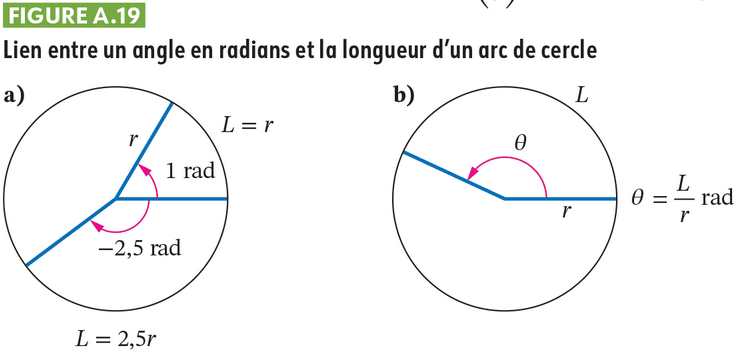 FIGURE A.19
Lien entre un angle en radians et la longueur d'un arc de cercle
a)
r
L = r
1 rad
−2,5 rad
L = 2,5r
b)
L
θ
r
θ = L/r rad